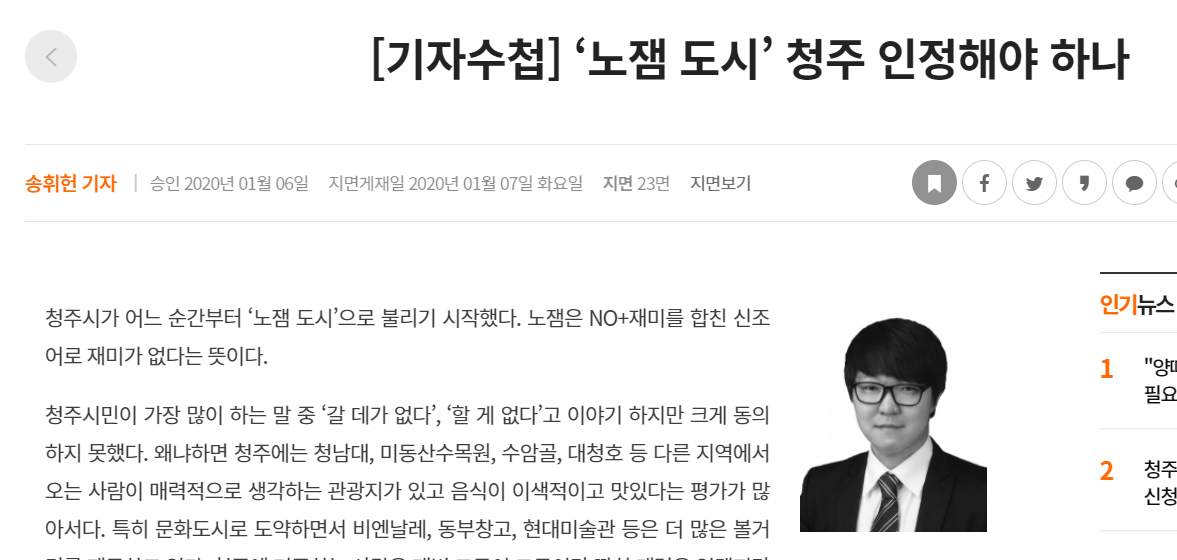 [기자수첩] ‘노잼 도시’ 청주 인정해야 하나
송휘헌 기자 | 승인 2020년 01월 06일 지면게재일 2020년 01월 07일 화요일 지면 23면 지면보기
청주시가 어느 순간부터 ‘노잼 도시’으로 불리기 시작했다. 노잼은 NO+재미를 합친 신조
어로 재미가 없다는 뜻이다.
청주시민이 가장 많이 하는 말 중 ‘갈 데가 없다’, ‘할 게 없다’고 이야기 하지만 크게 동의
하지 못했다. 왜냐하면 청주에는 청남대, 미동산수목원, 수암골, 대청호 등 다른 지역에서
오는 사람이 매력적으로 생각하는 관광지가 있고 음식이 이색적이고 맛있다는 평가가 많
아서다. 특히 문화도시로 도약하면서 비엔날레, 동부창고, 현대미술관 등은 더 많은 볼거
인기뉴스
1
필요
2 청주
신청